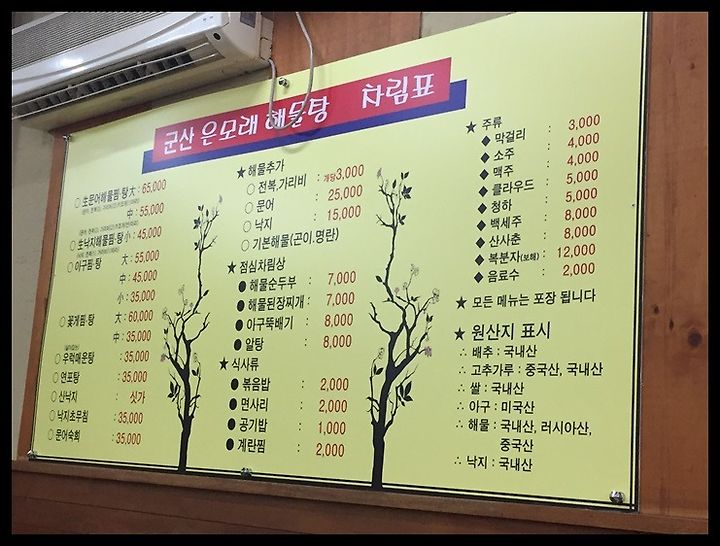 군산 은모래 해물탕 차림표
○ 生문어해물찜·탕 大 : 65,000
中 : 55,000
○ 生낙지해물찜·탕 小 : 45,000
○ 아구찜·탕 大 : 55,000
中 : 45,000
小 : 35,000
○ 꽃게찜·탕 大 : 60,000
中 : 35,000
○ 우럭매운탕 : 35,000
○ 연포탕 : 35,000
○ 산낙지 : 싯가
○ 낙지초무침 : 35,000
○ 문어숙회 : 35,000
★ 해물추가
○ 전복,가리비 : 개당3,000
○ 문어 : 25,000
○ 낙지 : 15,000
○ 기본해물(곤이,명란)
★ 점심차림상
● 해물순두부 : 7,000
● 해물된장찌개 : 7,000
● 아구뚝배기 : 8,000
● 알탕 : 8,000
★ 식사류
● 볶음밥 : 2,000
● 면사리 : 2,000
● 공기밥 : 1,000
● 계란찜 : 2,000
★ 주류
◆ 막걸리 : 3,000
◆ 소주 : 4,000
◆ 맥주 : 4,000
◆ 클라우드 : 5,000
◆ 청하 : 5,000
◆ 백세주 : 8,000
◆ 산사춘 : 8,000
◆ 복분자(보해) : 12,000
◆ 음료수 : 2,000
★ 모든 메뉴는 포장 됩니다
★ 원산지 표시
∴ 배추 : 국내산
∴ 고추가루 : 중국산, 국내산
∴ 쌀 : 국내산
∴ 아구 : 미국산
∴ 해물 : 국내산, 러시아산,
중국산
∴ 낙지 : 국내산